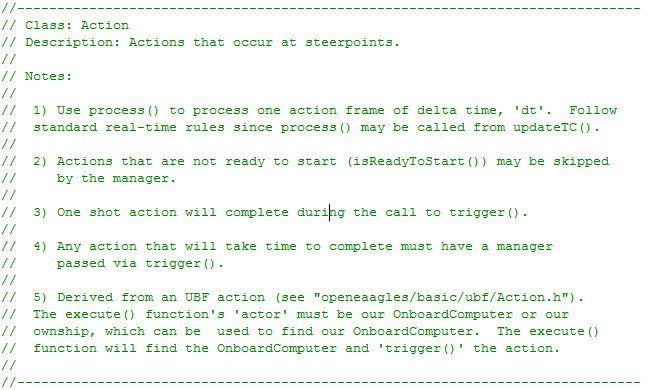 //------------------------------------------------------------------------------
// Class: Action
// Description: Actions that occur at steerpoints.
//
// Notes:
//
//  1) Use process() to process one action frame of delta time, 'dt'.  Follow
//  standard real-time rules since process() may be called from updateTC().
//
//  2) Actions that are not ready to start (isReadyToStart()) may be skipped
//     by the manager.
//
//  3) One shot action will complete during the call to trigger().
//
//  4) Any action that will take time to complete must have a manager
//     passed via trigger().
//
//  5) Derived from an UBF action (see "openeaagles/basic/ubf/Action.h").
//  The execute() function's 'actor' must be our OnboardComputer or our
//  ownship, which can be  used to find our OnboardComputer.  The execute()
//  function will find the OnboardComputer and 'trigger()' the action.
//
//------------------------------------------------------------------------------